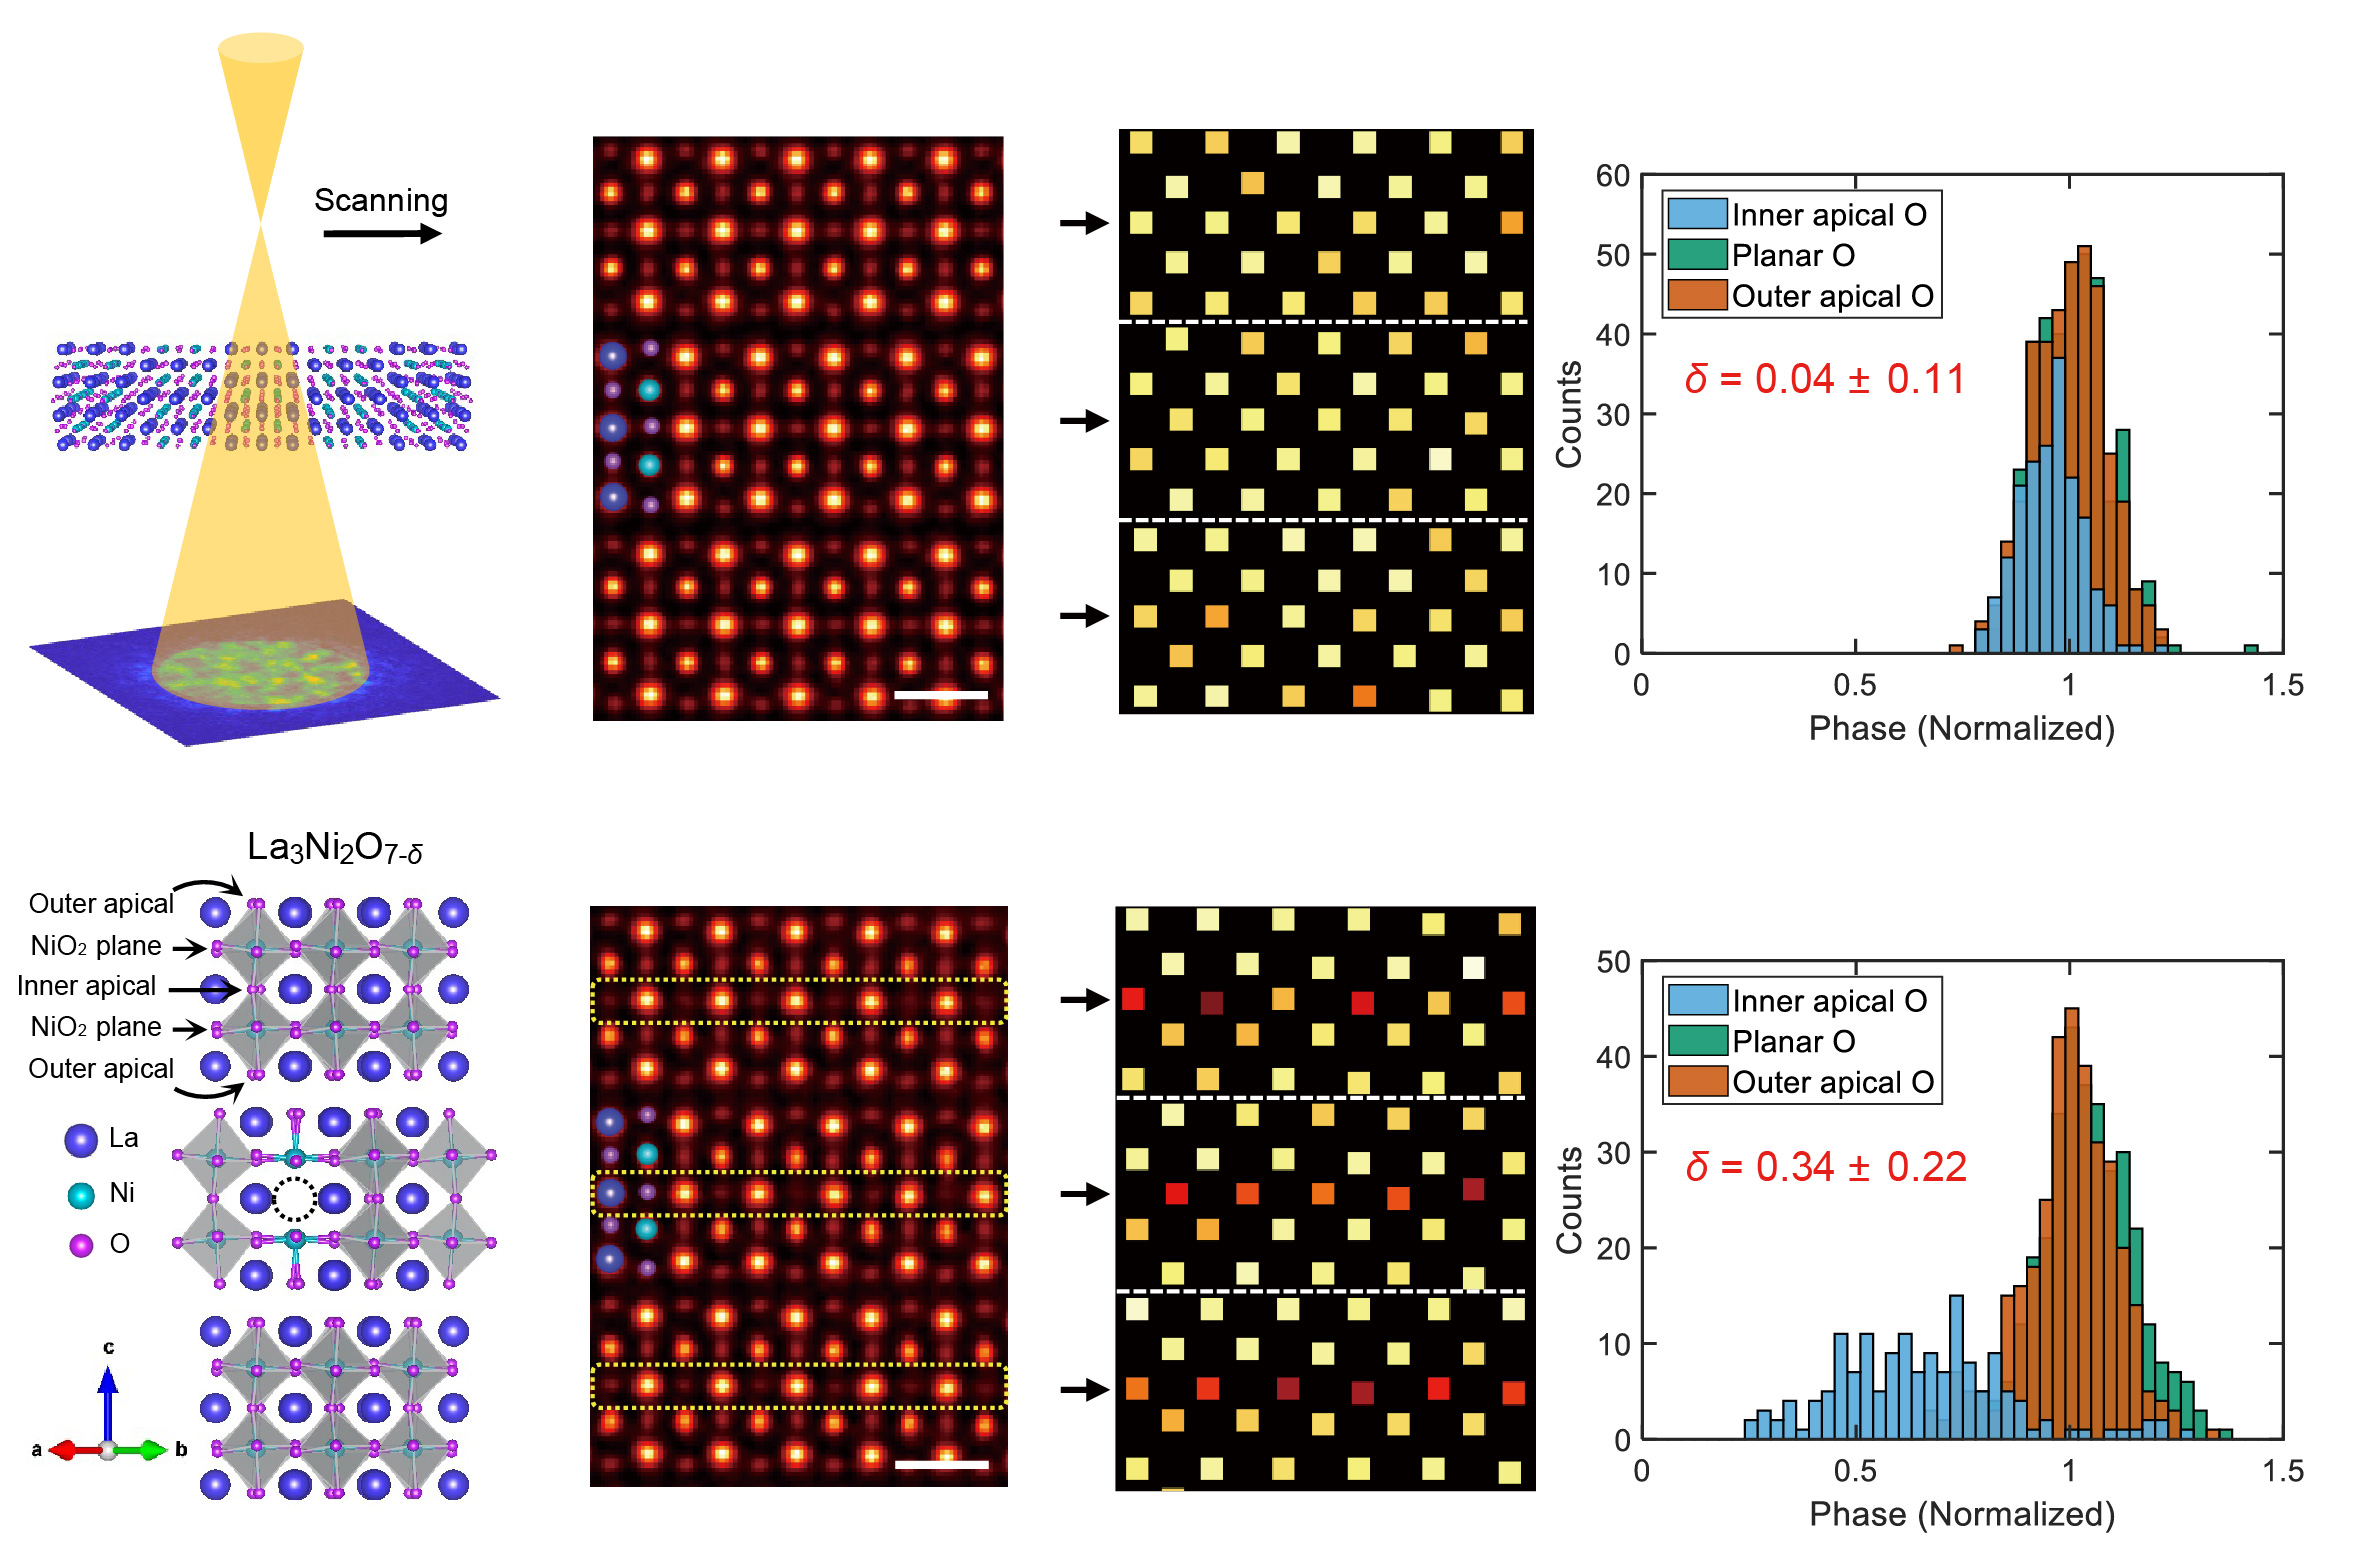 Scanning
60
50
40
30
20
10
0
Counts
Inner apical O
Planar O
Outer apical O
δ = 0.04 ± 0.11
0 0.5 1 1.5
Phase (Normalized)
La3Ni2O7-δ
Outer apical
NiO2 plane
Inner apical
NiO2 plane
Outer apical
La
Ni
O
c
a b
50
40
30
20
10
0
Counts
Inner apical O
Planar O
Outer apical O
δ = 0.34 ± 0.22
0 0.5 1 1.5
Phase (Normalized)